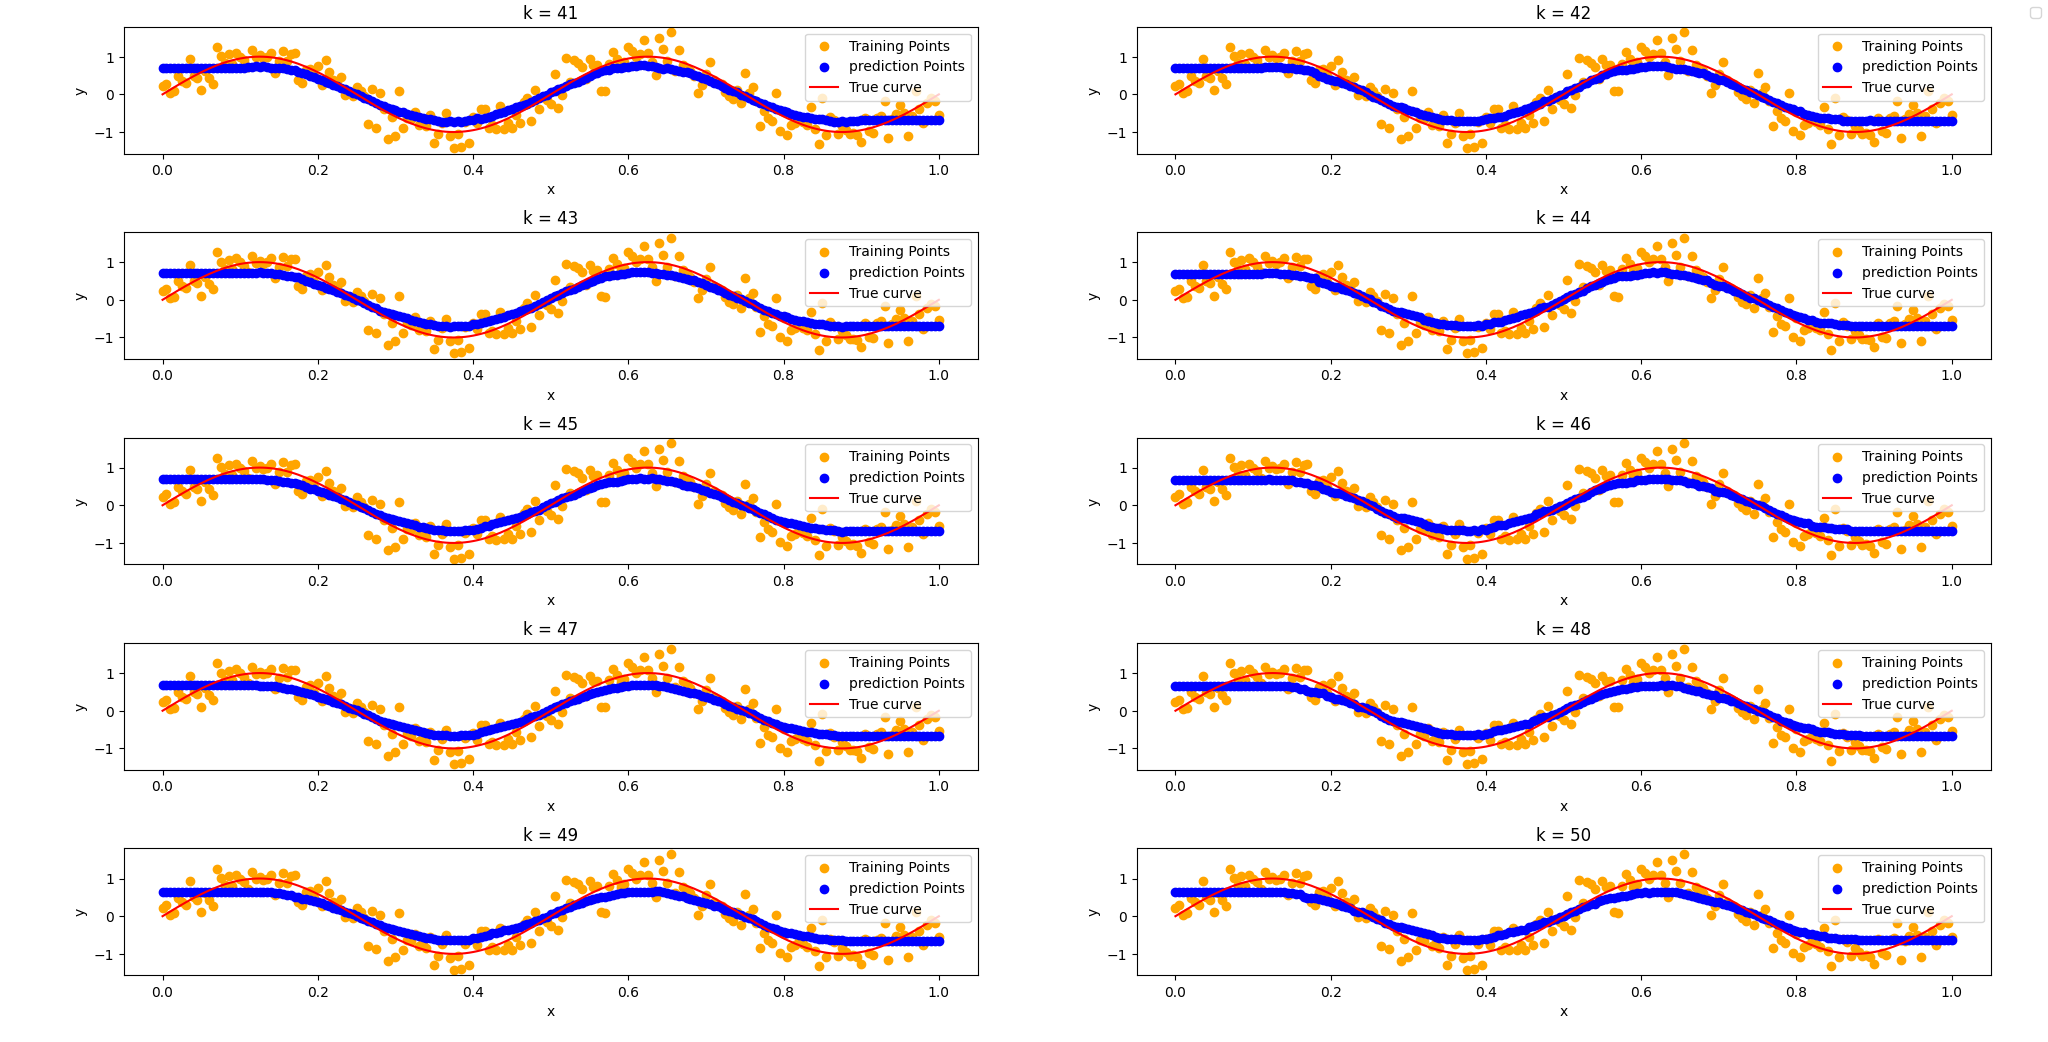 k = 41
1
0
−1
y
Training Points
prediction Points
True curve
0.0 0.2 0.4 0.6 0.8 1.0
x
k = 42
1
0
−1
y
Training Points
prediction Points
True curve
0.0 0.2 0.4 0.6 0.8 1.0
x
k = 43
1
0
−1
y
Training Points
prediction Points
True curve
0.0 0.2 0.4 0.6 0.8 1.0
x
k = 44
1
0
−1
y
Training Points
prediction Points
True curve
0.0 0.2 0.4 0.6 0.8 1.0
x
k = 45
1
0
−1
y
Training Points
prediction Points
True curve
0.0 0.2 0.4 0.6 0.8 1.0
x
k = 46
1
0
−1
y
Training Points
prediction Points
True curve
0.0 0.2 0.4 0.6 0.8 1.0
x
k = 47
1
0
−1
y
Training Points
prediction Points
True curve
0.0 0.2 0.4 0.6 0.8 1.0
x
k = 48
1
0
−1
y
Training Points
prediction Points
True curve
0.0 0.2 0.4 0.6 0.8 1.0
x
k = 49
1
0
−1
y
Training Points
prediction Points
True curve
0.0 0.2 0.4 0.6 0.8 1.0
x
k = 50
1
0
−1
y
Training Points
prediction Points
True curve
0.0 0.2 0.4 0.6 0.8 1.0
x